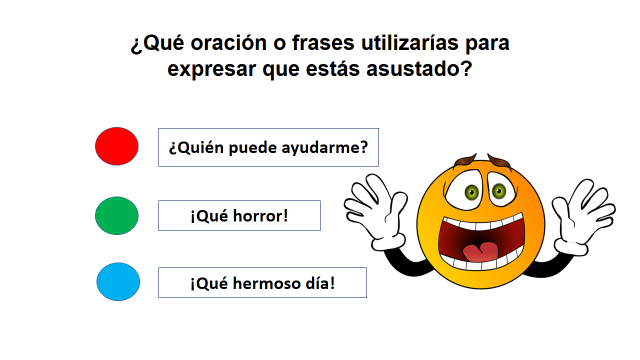 ¿Qué oración o frases utilizarías para
expresar que estás asustado?
¿Quién puede ayudarme?
¡Qué horror!
¡Qué hermoso día!